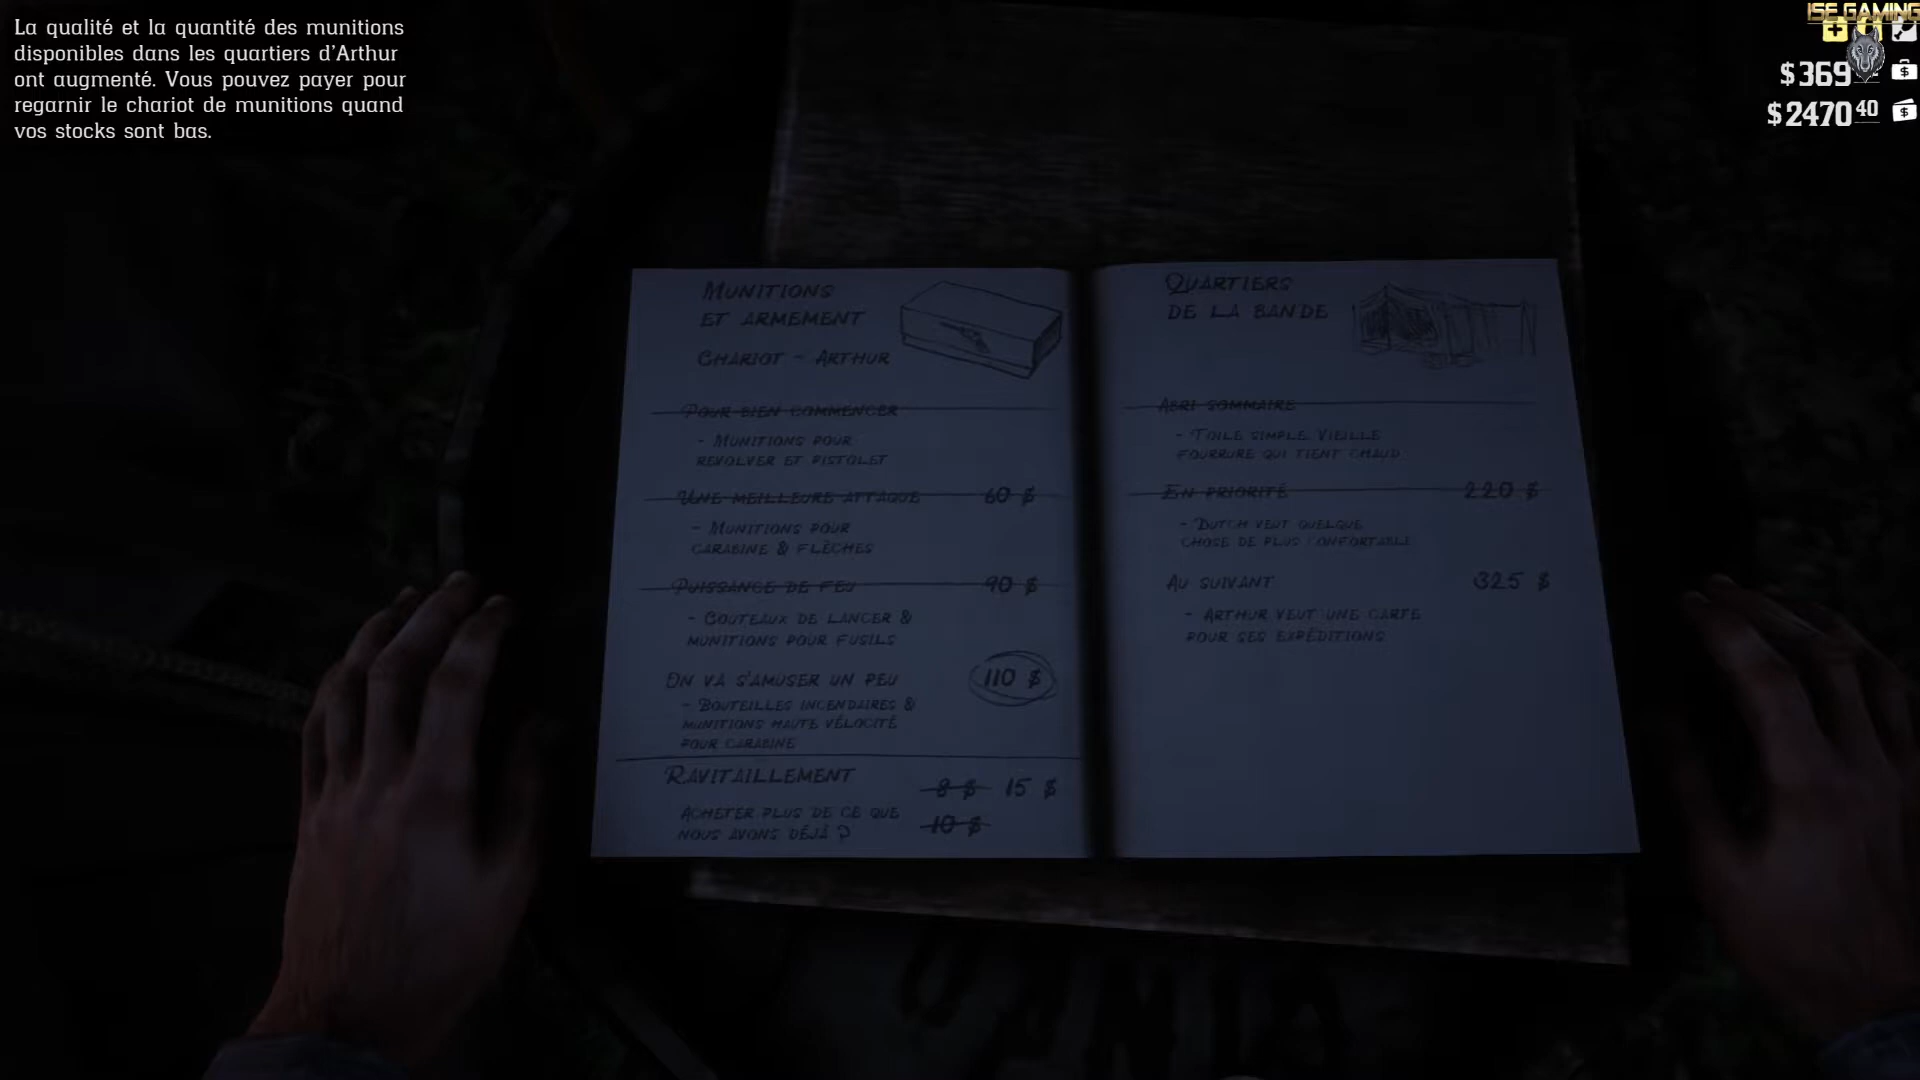 La qualité et la quantité des munitions
disponibles dans les quartiers d'Arthur
ont augmenté. Vous pouvez payer pour
regarnir le chariot de munitions quand
vos stocks sont bas.
ISE GAMING
$369
$2470 40
MUNITIONS
ET ARMEMENT
CHARIOT - ARTHUR
POUR BIEN COMMENCER
- MUNITIONS POUR
REVOLVER ET PISTOLET
UNE MEILLEURE ATTAQUE 60 $
- MUNITIONS POUR
CARABINE & FLÈCHES
PUISSANCE DE FEU 90 $
- COUTEAUX DE LANCER &
MUNITIONS POUR FUSILS
ON VA S'AMUSER UN PEU 110 $
- BOUTEILLES INCENDAIRES &
MUNITIONS HAUTE VÉLOCITÉ
POUR CARABINE
RAVITAILLEMENT 8 $ 15 $
ACHETER PLUS DE CE QUE
NOUS AVONS DÉJÀ ? 10 $
QUARTIERS
DE LA BANDE
ABRI SOMMAIRE
- TOILE SIMPLE VIEILLE
FOURRURE QUI TIENT CHAUD
EN PRIORITÉ 220 $
- DUTCH VEUT QUELQUE
CHOSE DE PLUS CONFORTABLE
AU SUIVANT 325 $
- ARTHUR VEUT UNE CARTE
POUR SES EXPÉDITIONS